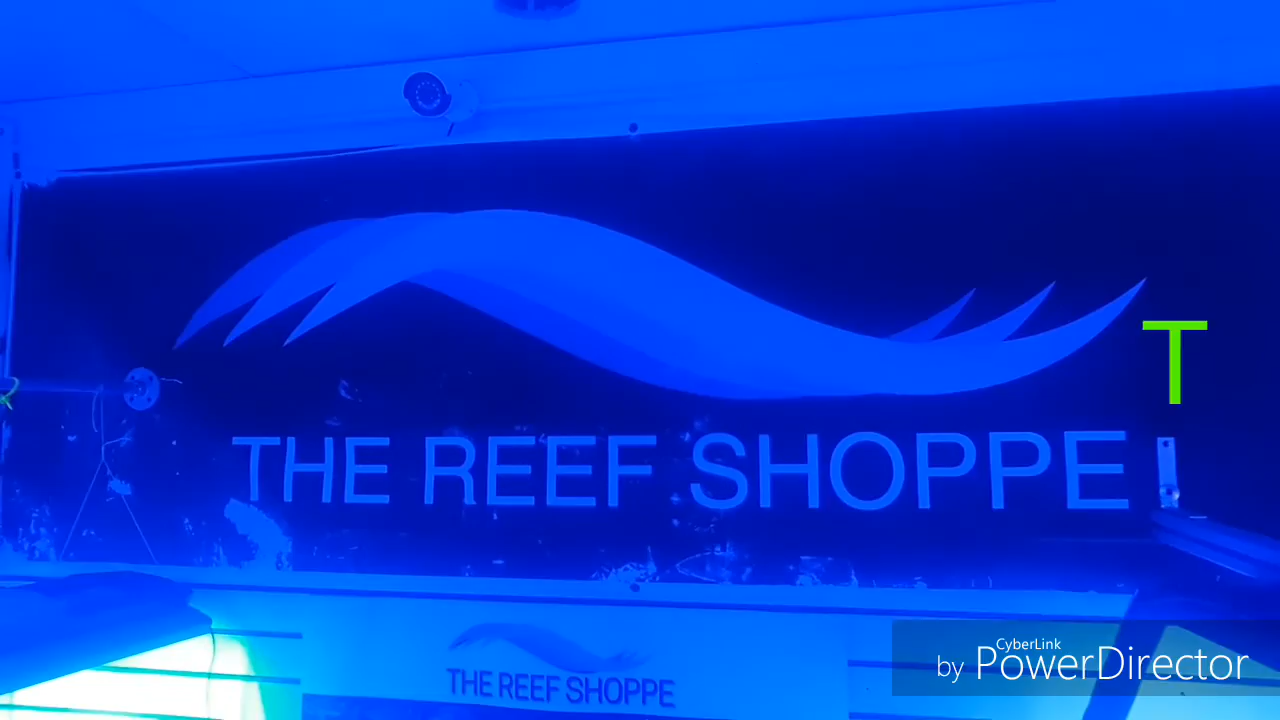 T
THE REEF SHOPPE
THE REEF SHOPPE
CyberLink
by PowerDirector